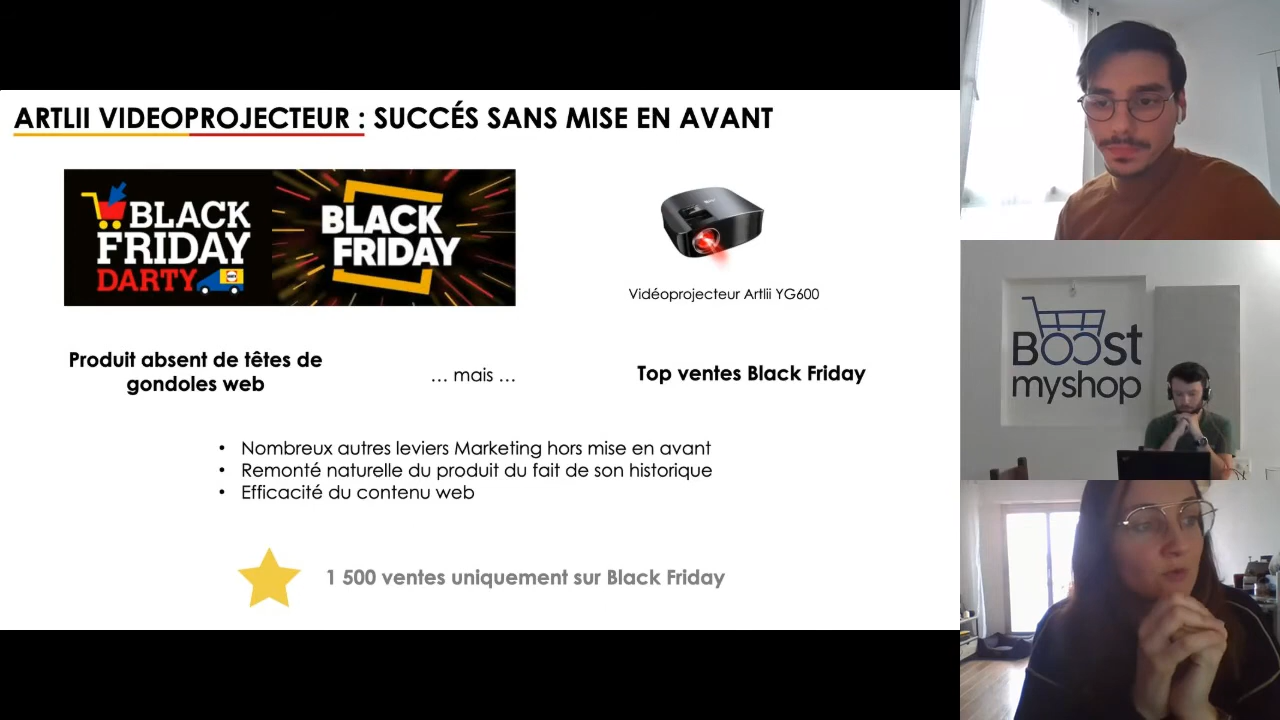 ARTLII VIDEOPROJECTEUR : SUCCÉS SANS MISE EN AVANT
BLACK
FRIDAY
DARTY
BLACK
FRIDAY
Vidéoprojecteur Artlii YG600
Produit absent de têtes de
gondoles web
… mais …
Top ventes Black Friday
• Nombreux autres leviers Marketing hors mise en avant
• Remonté naturelle du produit du fait de son historique
• Efficacité du contenu web
1 500 ventes uniquement sur Black Friday
BOOst
myshop